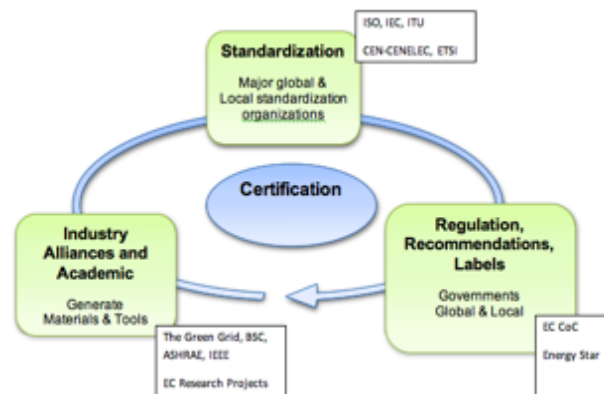 ISO, IEC, ITU
CEN-CENELEC, ETSI
Standardization
Major global &
Local standardization
organizations
Certification
Industry
Alliances and
Academic
Generate
Materials & Tools
The Green Grid, BSC,
ASHRAE, IEEE
EC Research Projects
Regulation,
Recommendations,
Labels
Governments
Global & Local
EC CoC
Energy Star